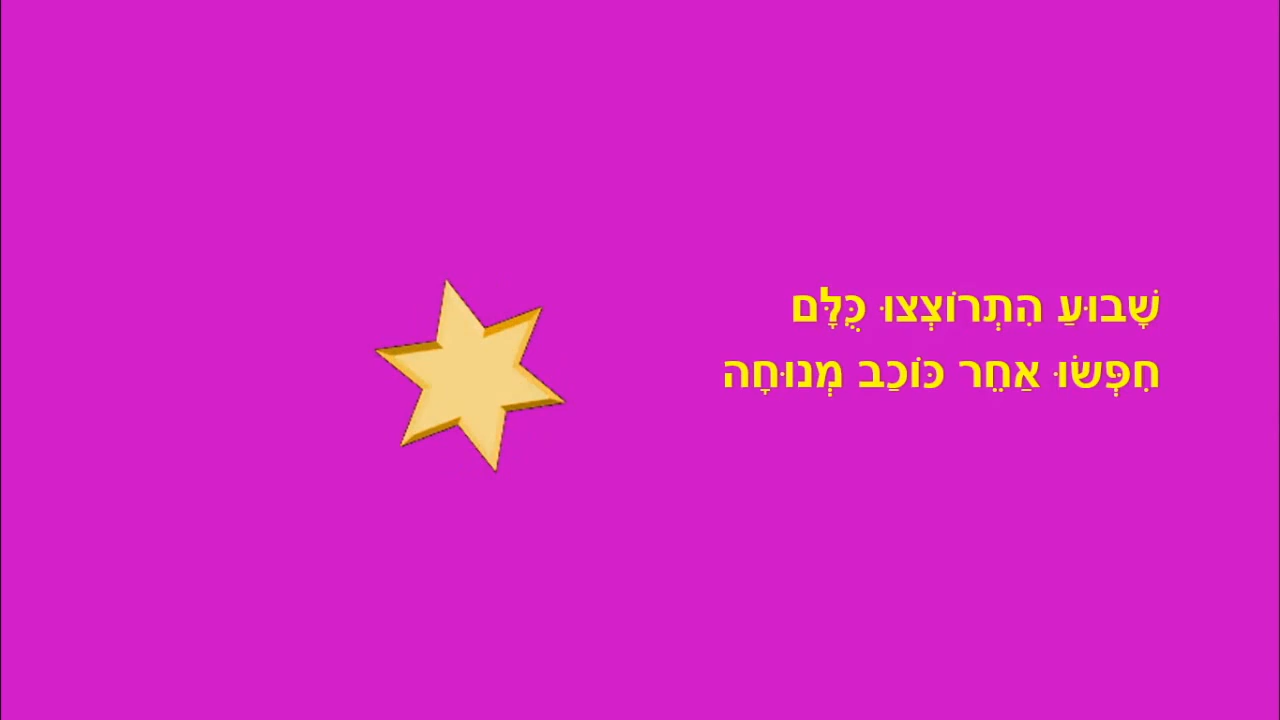 שָׁבוּעַ הִתְרוֹצְצוּ כֻּלָּם
חִפְּשׂוּ אַחֵר כּוֹכַב מְנוּחָה